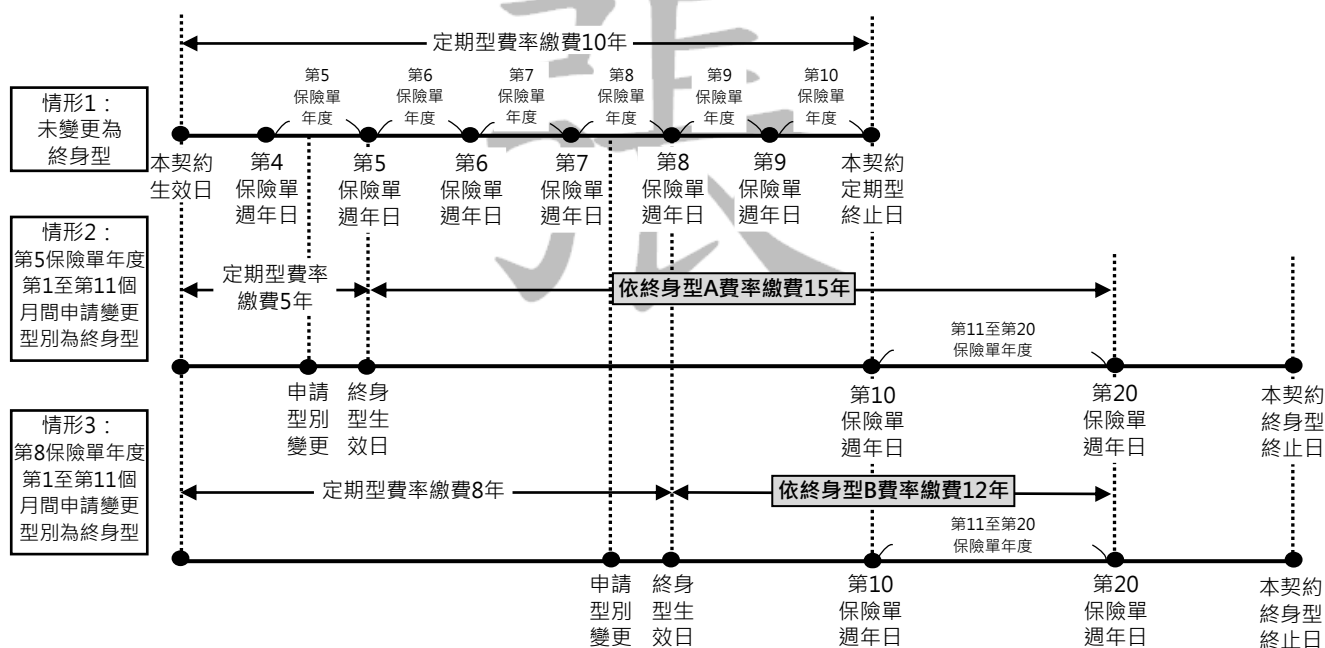 定期型費率繳費10年
第5
保險單
年度
第6
保險單
年度
第7
保險單
年度
第8
保險單
年度
第9
保險單
年度
第10
保險單
年度
情形1：
未變更為
終身型
本契約
生效日
第4
保險單
週年日
第5
保險單
週年日
第6
保險單
週年日
第7
保險單
週年日
第8
保險單
週年日
第9
保險單
週年日
本契約
定期型
終止日
情形2：
第5保險單年度
第1至第11個
月間申請變更
型別為終身型
定期型費率
繳費5年
依終身型A費率繳費15年
第11至第20
保險單年度
申請
型別
變更
終身
型生
效日
第10
保險單
週年日
第20
保險單
週年日
本契約
終身型
終止日
情形3：
第8保險單年度
第1至第11個
月間申請變更
型別為終身型
定期型費率繳費8年
依終身型B費率繳費12年
第11至第20
保險單年度
申請
型別
變更
終身
型生
效日
第10
保險單
週年日
第20
保險單
週年日
本契約
終身型
終止日